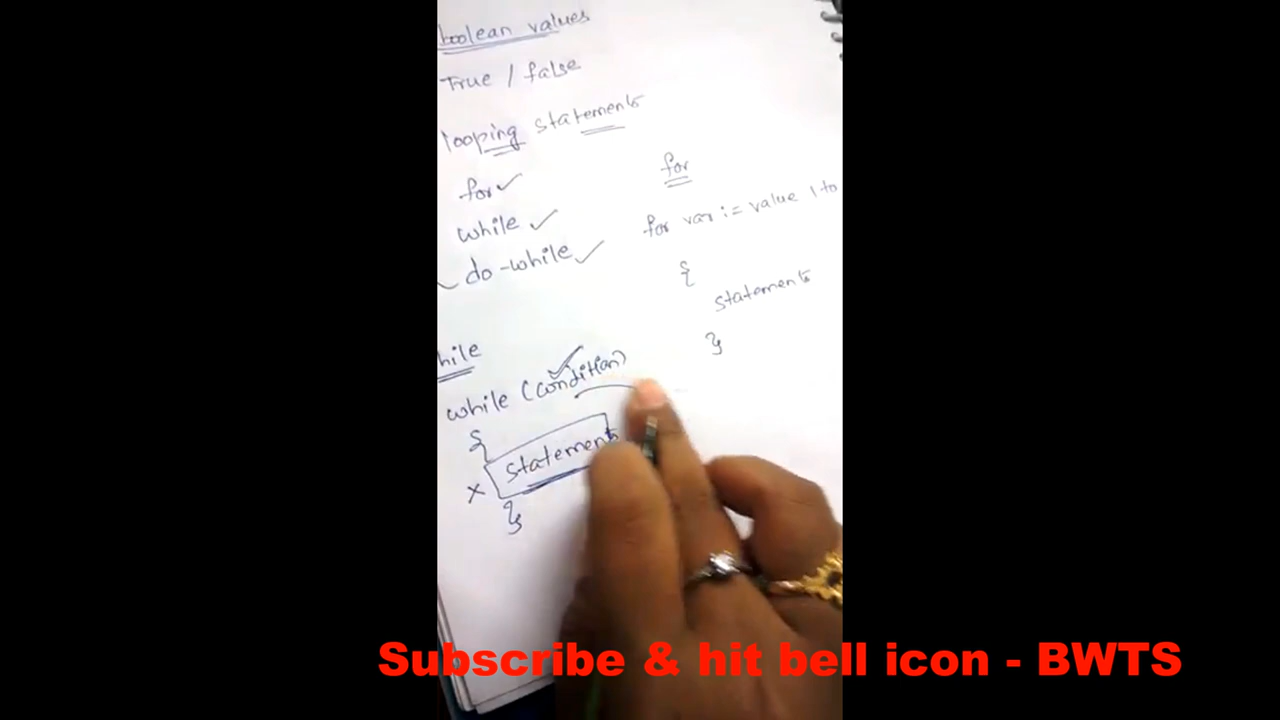 boolean values
True / false
looping statements
for
while
do-while
for
for var := value 1 to
{
statements
}
hile
while (condition)
{
statements
}
Subscribe & hit bell icon - BWTS